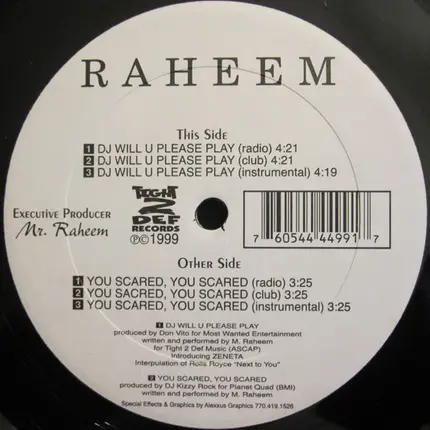 RAHEEM
This Side
1 DJ WILL U PLEASE PLAY (radio) 4:21
2 DJ WILL U PLEASE PLAY (club) 4:21
3 DJ WILL U PLEASE PLAY (instrumental) 4:19
Executive Producer
Mr. Raheem
TIGHT
2
DEF
RECORDS
℗©1999
7 60544 44991 7
Other Side
1 YOU SCARED, YOU SCARED (radio) 3:25
2 YOU SACRED, YOU SCARED (club) 3:25
3 YOU SCARED, YOU SCARED (instrumental) 3:25
1 DJ WILL U PLEASE PLAY
produced by Don Vito for Most Wanted Entertainment
written and performed by M. Raheem
for Tight 2 Def Music (ASCAP)
Introducing ZENETA
Interpulation of Rolls Royce "Next to You"
2 YOU SCARED, YOU SCARED
produced by DJ Kizzy Rock for Planet Quad (BMI)
written and performed by M. Raheem
Special Effects & Graphics by Alexxus Graphics 770.419.1526